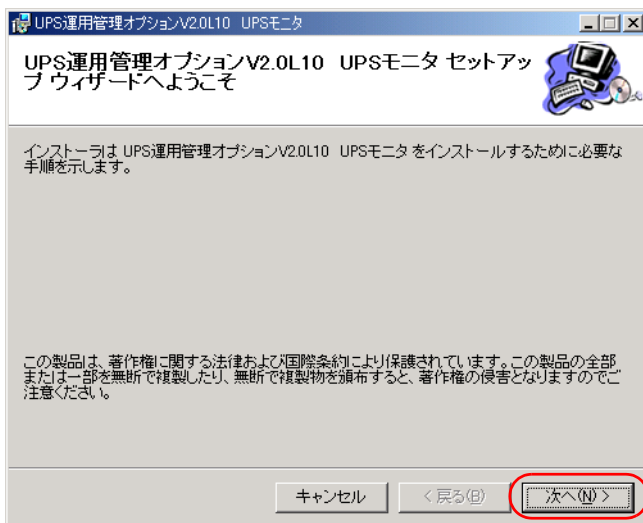 UPS運用管理オプションV2.0L10　UPSモニタ
UPS運用管理オプションV2.0L10　UPSモニタ セットアッ
プ ウィザードへようこそ
インストーラは UPS運用管理オプションV2.0L10　UPSモニタ をインストールするために必要な
手順を示します。
この製品は、著作権に関する法律および国際条約により保護されています。この製品の全部
または一部を無断で複製したり、無断で複製物を頒布すると、著作権の侵害となりますのでご
注意ください。
キャンセル
< 戻る(B)
次へ(N) >